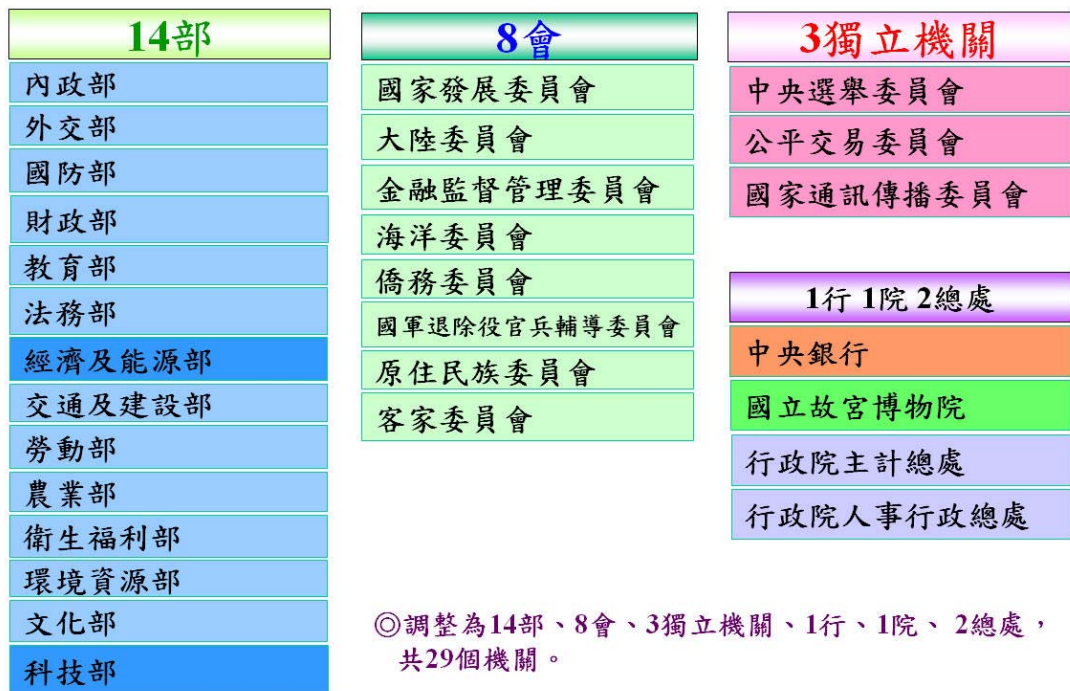 14部
內政部
外交部
國防部
財政部
教育部
法務部
經濟及能源部
交通及建設部
勞動部
農業部
衛生福利部
環境資源部
文化部
科技部
8會
國家發展委員會
大陸委員會
金融監督管理委員會
海洋委員會
僑務委員會
國軍退除役官兵輔導委員會
原住民族委員會
客家委員會
3獨立機關
中央選舉委員會
公平交易委員會
國家通訊傳播委員會
1行 1院 2總處
中央銀行
國立故宮博物院
行政院主計總處
行政院人事行政總處
◎調整為14部、8會、3獨立機關、1行、1院、 2總處，
共29個機關。